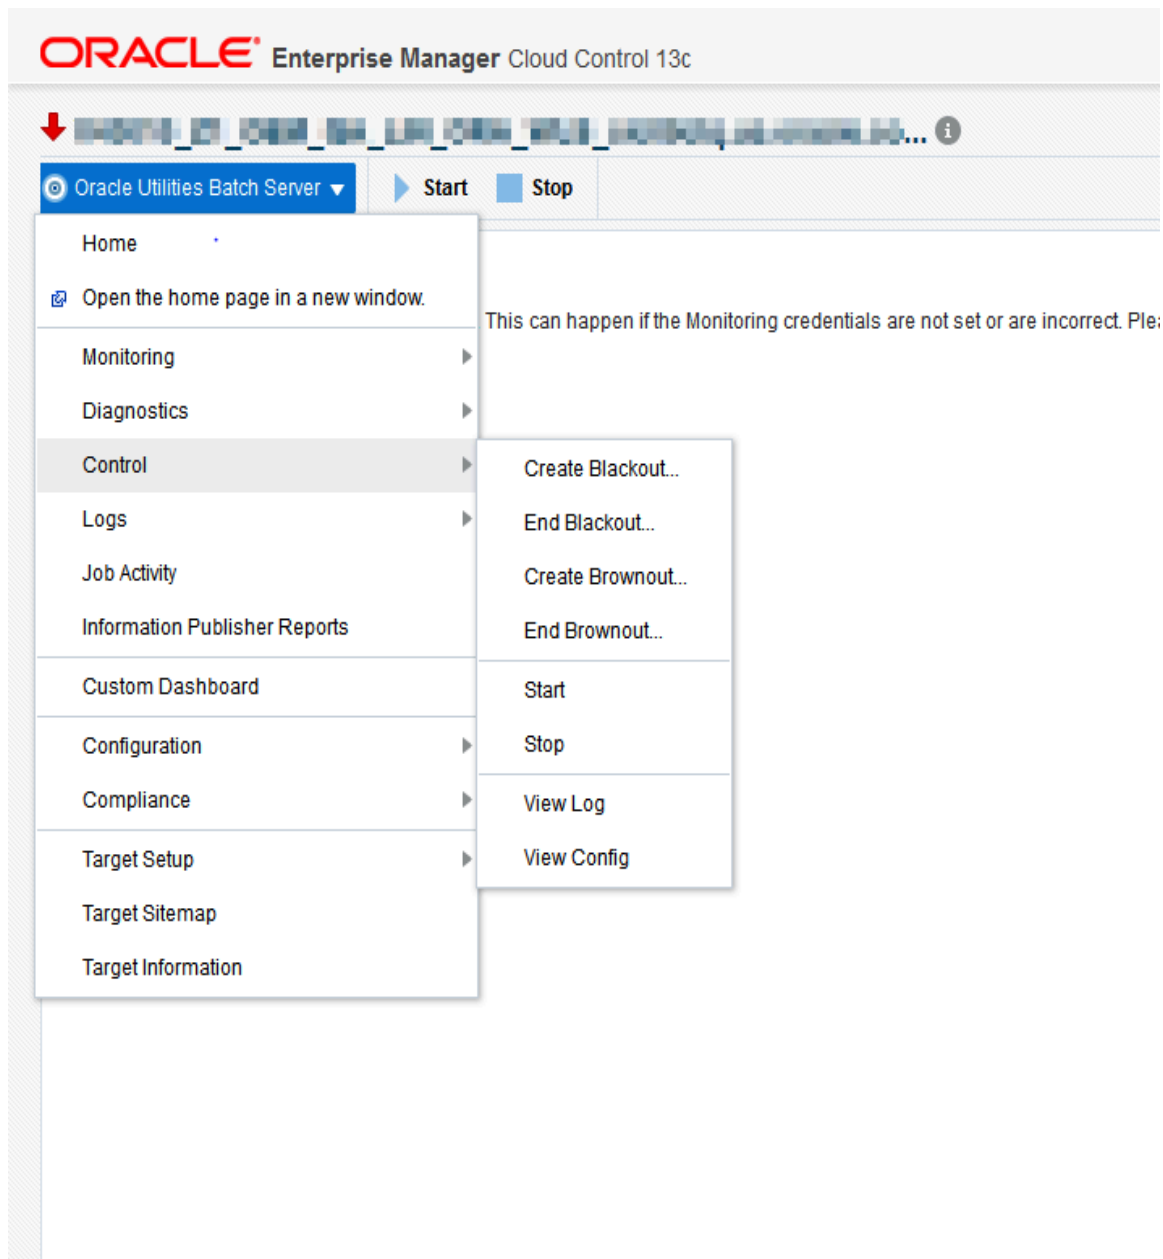 ORACLE Enterprise Manager Cloud Control 13c
...
Oracle Utilities Batch Server Start Stop
Home
Open the home page in a new window.
This can happen if the Monitoring credentials are not set or are incorrect.
Monitoring
Diagnostics
Control
Logs
Job Activity
Information Publisher Reports
Custom Dashboard
Configuration
Compliance
Target Setup
Target Sitemap
Target Information
Create Blackout...
End Blackout...
Create Brownout...
End Brownout...
Start
Stop
View Log
View Config